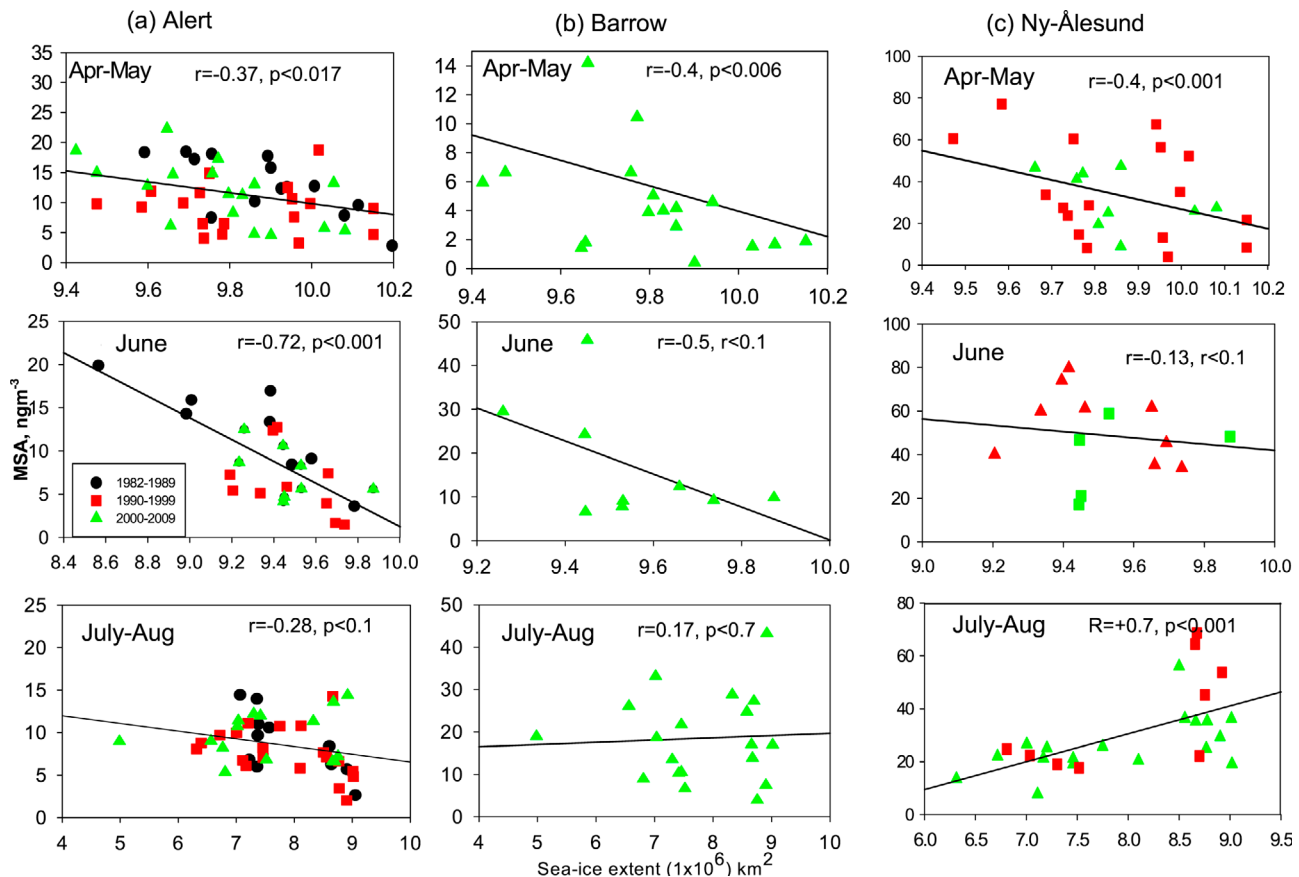 (a) Alert
(b) Barrow
(c) Ny-Ålesund
35
30
25
20
15
10
5
0
Apr-May
r=-0.37, p<0.017
9.4 9.5 9.6 9.7 9.8 9.9 10.0 10.1 10.2
14
12
10
8
6
4
2
0
Apr-May
r=-0.4, p<0.006
9.4 9.6 9.8 10.0 10.2
100
80
60
40
20
0
Apr-May
r=-0.4, p<0.001
9.4 9.5 9.6 9.7 9.8 9.9 10.0 10.1 10.2
MSA, ngm-3
25
20
15
10
5
0
June
r=-0.72, p<0.001
1982-1989
1990-1999
2000-2009
8.4 8.6 8.8 9.0 9.2 9.4 9.6 9.8 10.0
50
40
30
20
10
0
June
r=-0.5, r<0.1
9.2 9.4 9.6 9.8 10.0
100
80
60
40
20
0
June
r=-0.13, r<0.1
9.0 9.2 9.4 9.6 9.8 10.0
25
20
15
10
5
0
July-Aug
r=-0.28, p<0.1
4 5 6 7 8 9 10
50
40
30
20
10
0
July-Aug
r=0.17, p<0.7
4 5 6 7 8 9 10
80
60
40
20
0
July-Aug
R=+0.7, p<0.001
6.0 6.5 7.0 7.5 8.0 8.5 9.0 9.5
Sea-ice extent (1x10⁶) km²